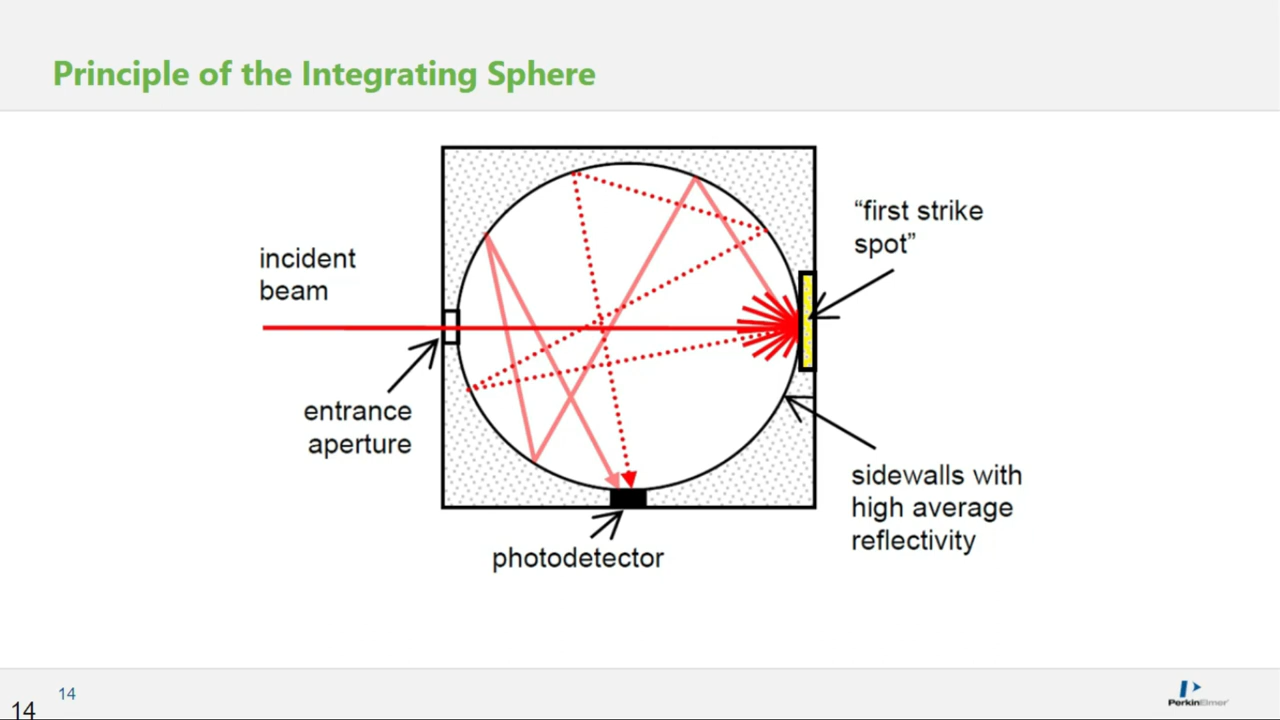 Principle of the Integrating Sphere
“first strike
spot”
incident
beam
entrance
aperture
sidewalls with
high average
reflectivity
photodetector
14
14
PerkinElmer